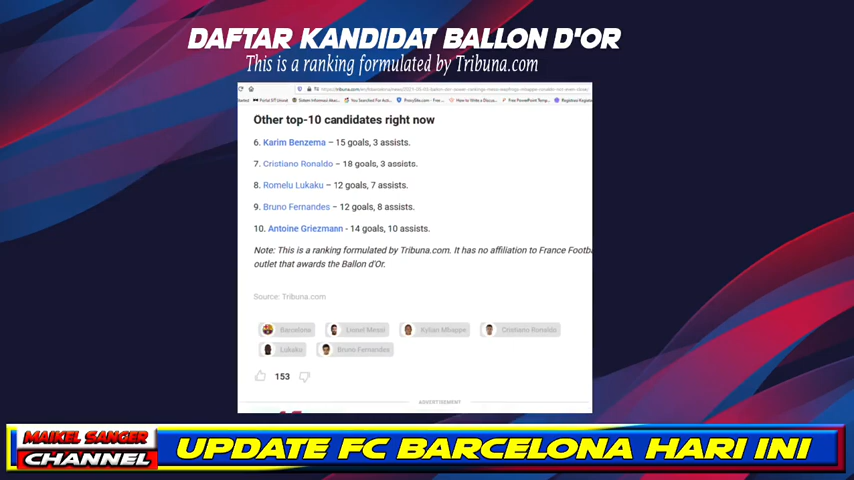 DAFTAR KANDIDAT BALLON D'OR
This is a ranking formulated by Tribuna.com
Other top-10 candidates right now
6. Karim Benzema – 15 goals, 3 assists.
7. Cristiano Ronaldo – 18 goals, 3 assists.
8. Romelu Lukaku – 12 goals, 7 assists.
9. Bruno Fernandes – 12 goals, 8 assists.
10. Antoine Griezmann - 14 goals, 10 assists.
Note: This is a ranking formulated by Tribuna.com. It has no affiliation to France Footba
outlet that awards the Ballon d'Or.
Source: Tribuna.com
Barcelona Lionel Messi Kylian Mbappe Cristiano Ronaldo
Lukaku Bruno Fernandes
153
ADVERTISEMENT
MAIKEL SANGER
CHANNEL
UPDATE FC BARCELONA HARI INI